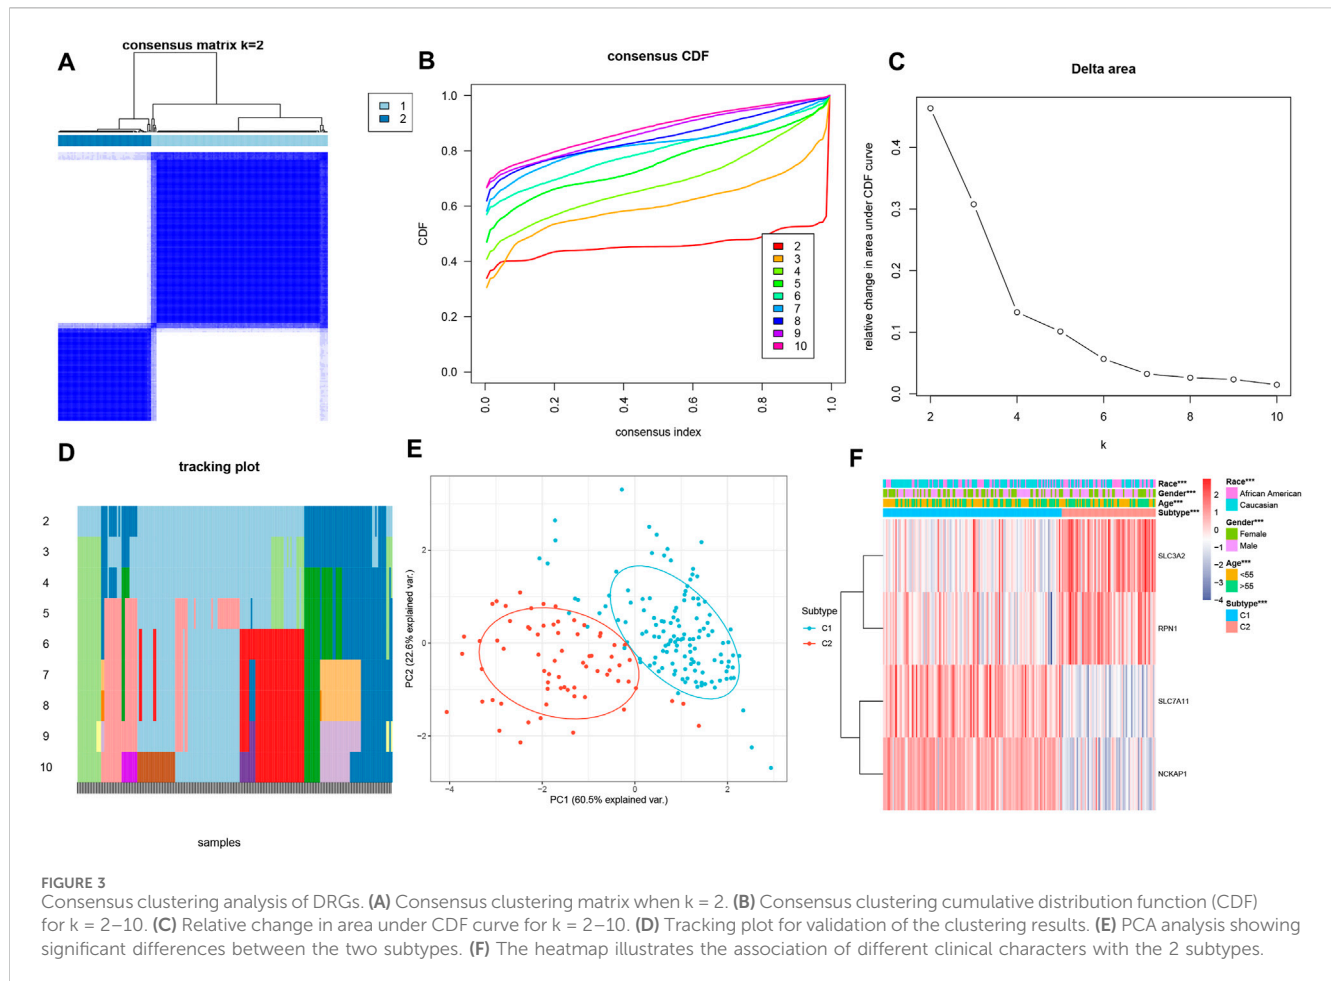 A
consensus matrix k=2
1
2
B
consensus CDF
CDF
0.0
0.2
0.4
0.6
0.8
1.0
0.0
0.2
0.4
0.6
0.8
1.0
consensus index
2
3
4
5
6
7
8
9
10
C
Delta area
relative change in area under CDF curve
0.0
0.1
0.2
0.3
0.4
2
4
6
8
10
k
D
tracking plot
2
3
4
5
6
7
8
9
10
samples
E
PC2 (22.6% explained var.)
2
0
−2
−4
−2
0
2
PC1 (60.5% explained var.)
Subtype
C1
C2
F
Race***
Gender***
Age***
Subtype***
SLC3A2
RPN1
SLC7A11
NCKAP1
2
1
0
−1
−2
−3
−4
Race***
African American
Caucasian
Gender***
Female
Male
Age***
<55
>55
Subtype***
C1
C2
FIGURE 3
Consensus clustering analysis of DRGs. (A) Consensus clustering matrix when k = 2. (B) Consensus clustering cumulative distribution function (CDF)
for k = 2–10. (C) Relative change in area under CDF curve for k = 2–10. (D) Tracking plot for validation of the clustering results. (E) PCA analysis showing
significant differences between the two subtypes. (F) The heatmap illustrates the association of different clinical characters with the 2 subtypes.